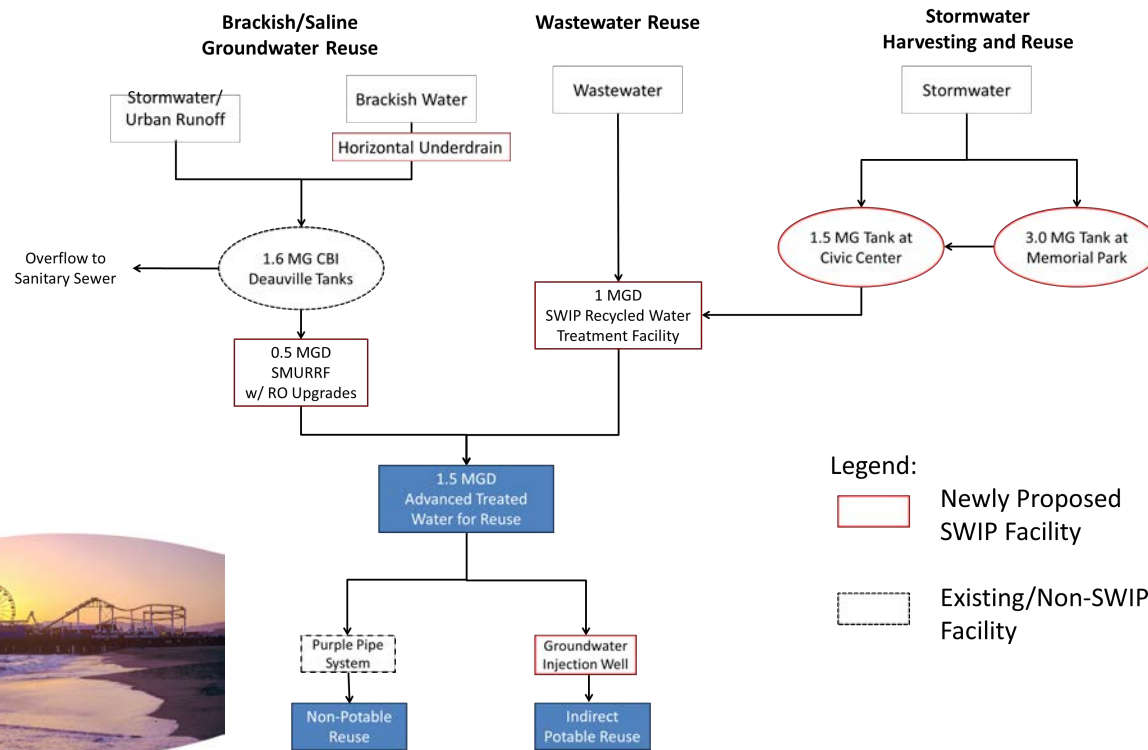 Brackish/Saline
Groundwater Reuse
Wastewater Reuse
Stormwater
Harvesting and Reuse
Stormwater/
Urban Runoff
Brackish Water
Horizontal Underdrain
Wastewater
Stormwater
Overflow to
Sanitary Sewer
1.6 MG CBI
Deauville Tanks
1.5 MG Tank at
Civic Center
3.0 MG Tank at
Memorial Park
1 MGD
SWIP Recycled Water
Treatment Facility
0.5 MGD
SMURRF
w/ RO Upgrades
1.5 MGD
Advanced Treated
Water for Reuse
Purple Pipe
System
Groundwater
Injection Well
Non-Potable
Reuse
Indirect
Potable Reuse
Legend:
Newly Proposed
SWIP Facility
Existing/Non-SWIP
Facility